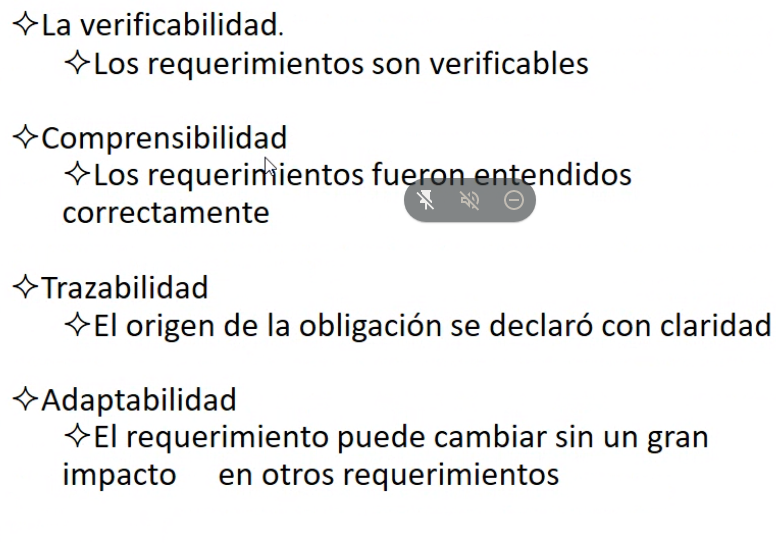 ✧La verificabilidad.
✧Los requerimientos son verificables
✧Comprensibilidad
✧Los requerimientos fueron entendidos
correctamente
✧Trazabilidad
✧El origen de la obligación se declaró con claridad
✧Adaptabilidad
✧El requerimiento puede cambiar sin un gran
impacto en otros requerimientos